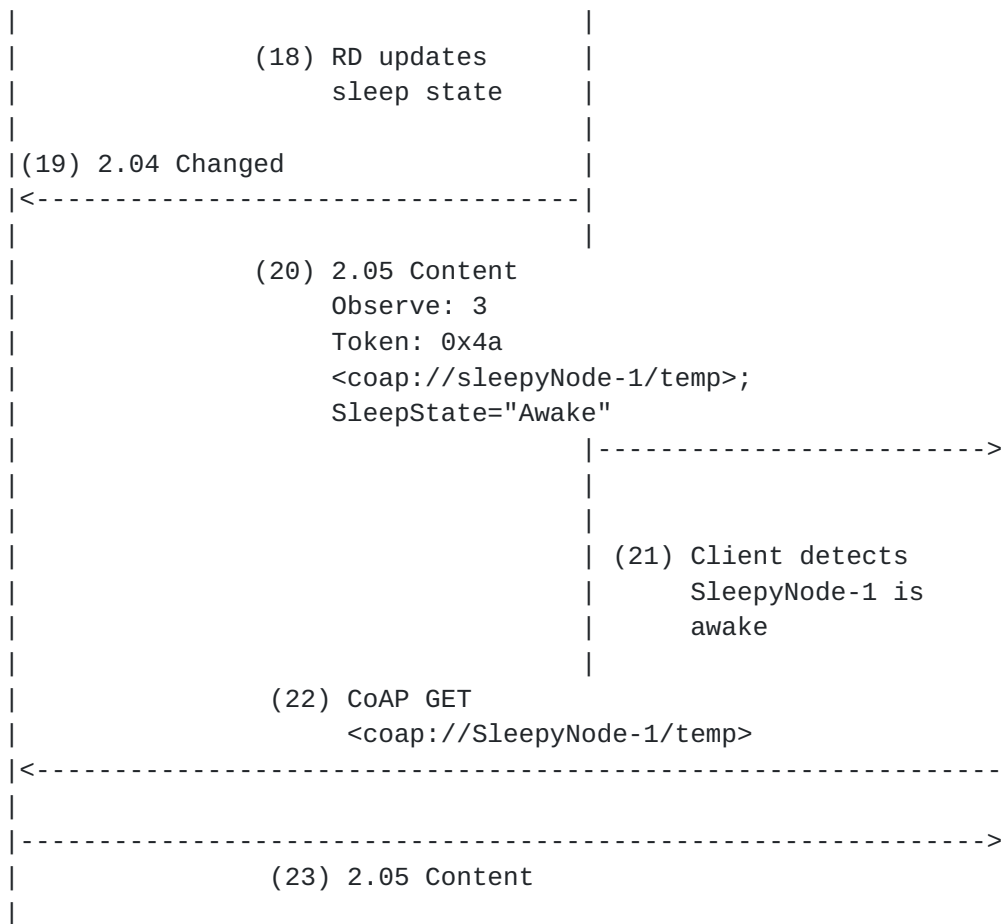 (18) RD updates
sleep state
(19) 2.04 Changed
(20) 2.05 Content
Observe: 3
Token: 0x4a
<coap://sleepyNode-1/temp>;
SleepState="Awake"
(21) Client detects
SleepyNode-1 is
awake
(22) CoAP GET
<coap://SleepyNode-1/temp>
(23) 2.05 Content